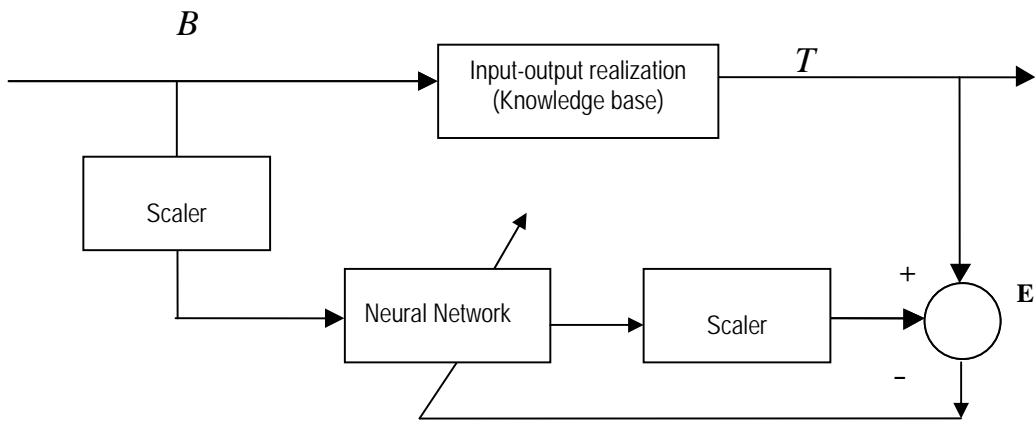 B
Input-output realization
(Knowledge base)
T
Scaler
+
E
Neural Network
Scaler
-